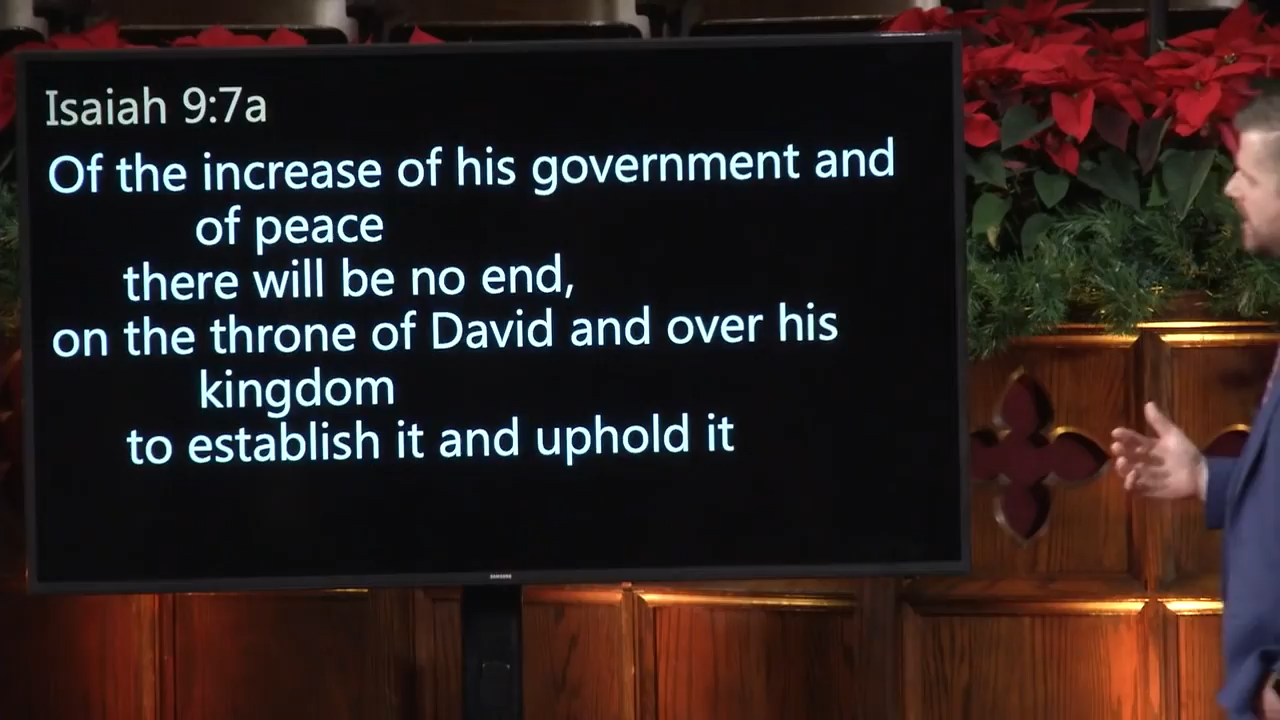 Isaiah 9:7a
Of the increase of his government and
of peace
there will be no end,
on the throne of David and over his
kingdom
to establish it and uphold it
SAMSUNG